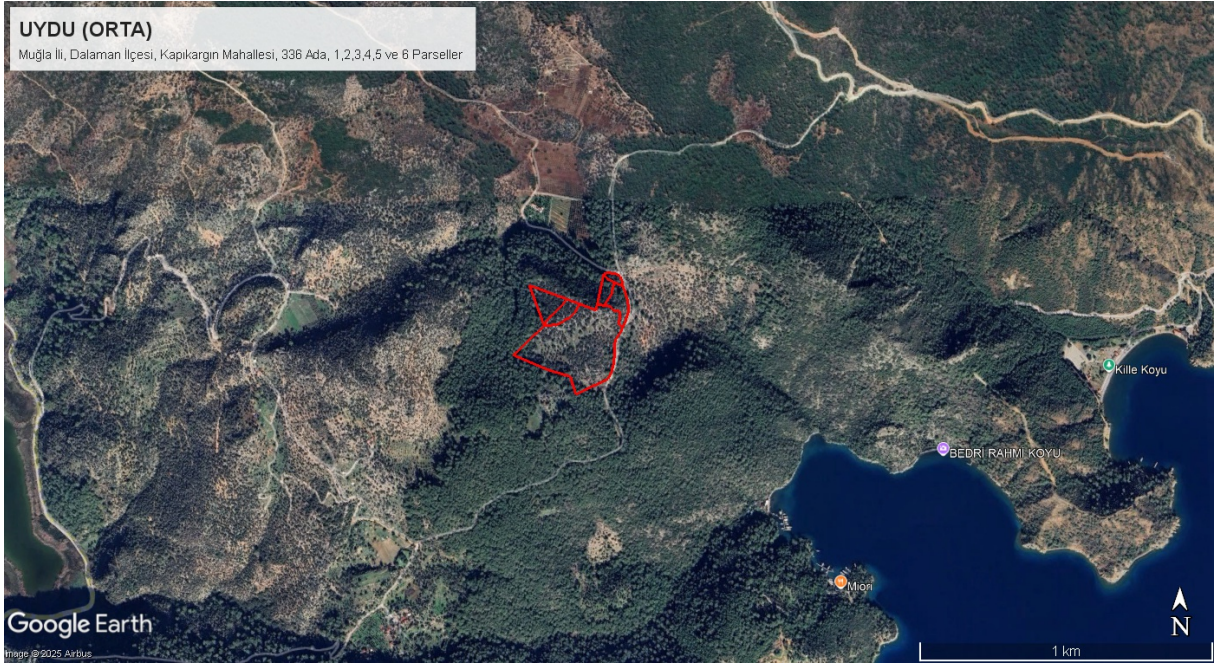 UYDU (ORTA)
Muğla İli, Dalaman İlçesi, Kapıkargın Mahallesi, 336 Ada, 1,2,3,4,5 ve 6 Parseller
Kille Koyu
BEDRİ RAHMİ KOYU
Miori
N
Google Earth
Image © 2025 Airbus
1 km